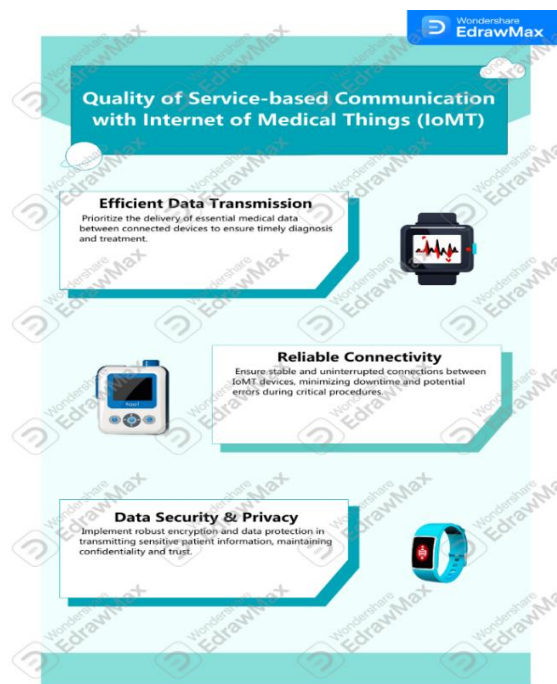 Wondershare
EdrawMax
Quality of Service-based Communication
with Internet of Medical Things (IoMT)
Efficient Data Transmission
Prioritize the delivery of essential medical data
between connected devices to ensure timely diagnosis
and treatment.
Reliable Connectivity
Ensure stable and uninterrupted connections between
IoMT devices, minimizing downtime and potential
errors during critical procedures.
Data Security & Privacy
Implement robust encryption and data protection in
transmitting sensitive patient information, maintaining
confidentiality and trust.